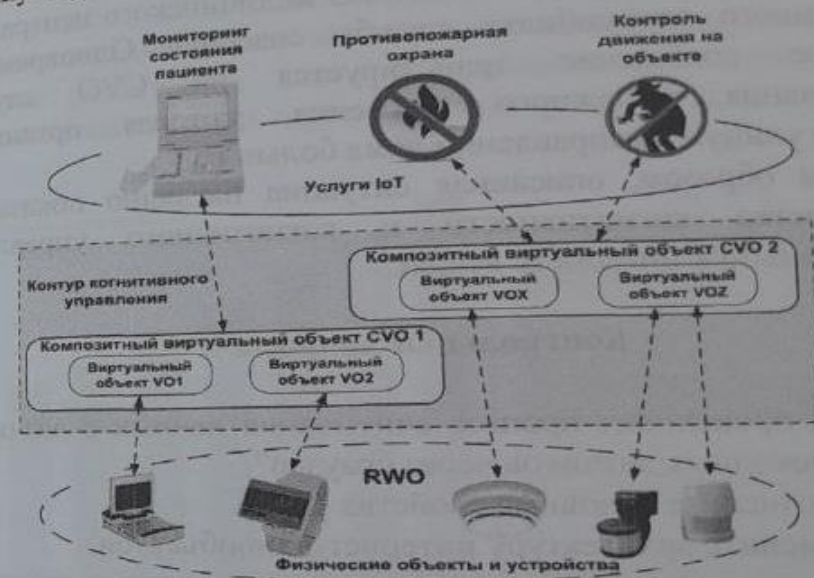 Мониторинг
состояния
пациента
Противопожарная
охрана
Контроль
движения на
объекте
Услуги IoT
Контур когнитивного
управления
Композитный виртуальный объект CVO 2
Виртуальный
объект VOX
Виртуальный
объект VOZ
Композитный виртуальный объект CVO 1
Виртуальный
объект VO1
Виртуальный
объект VO2
RWO
Физические объекты и устройства